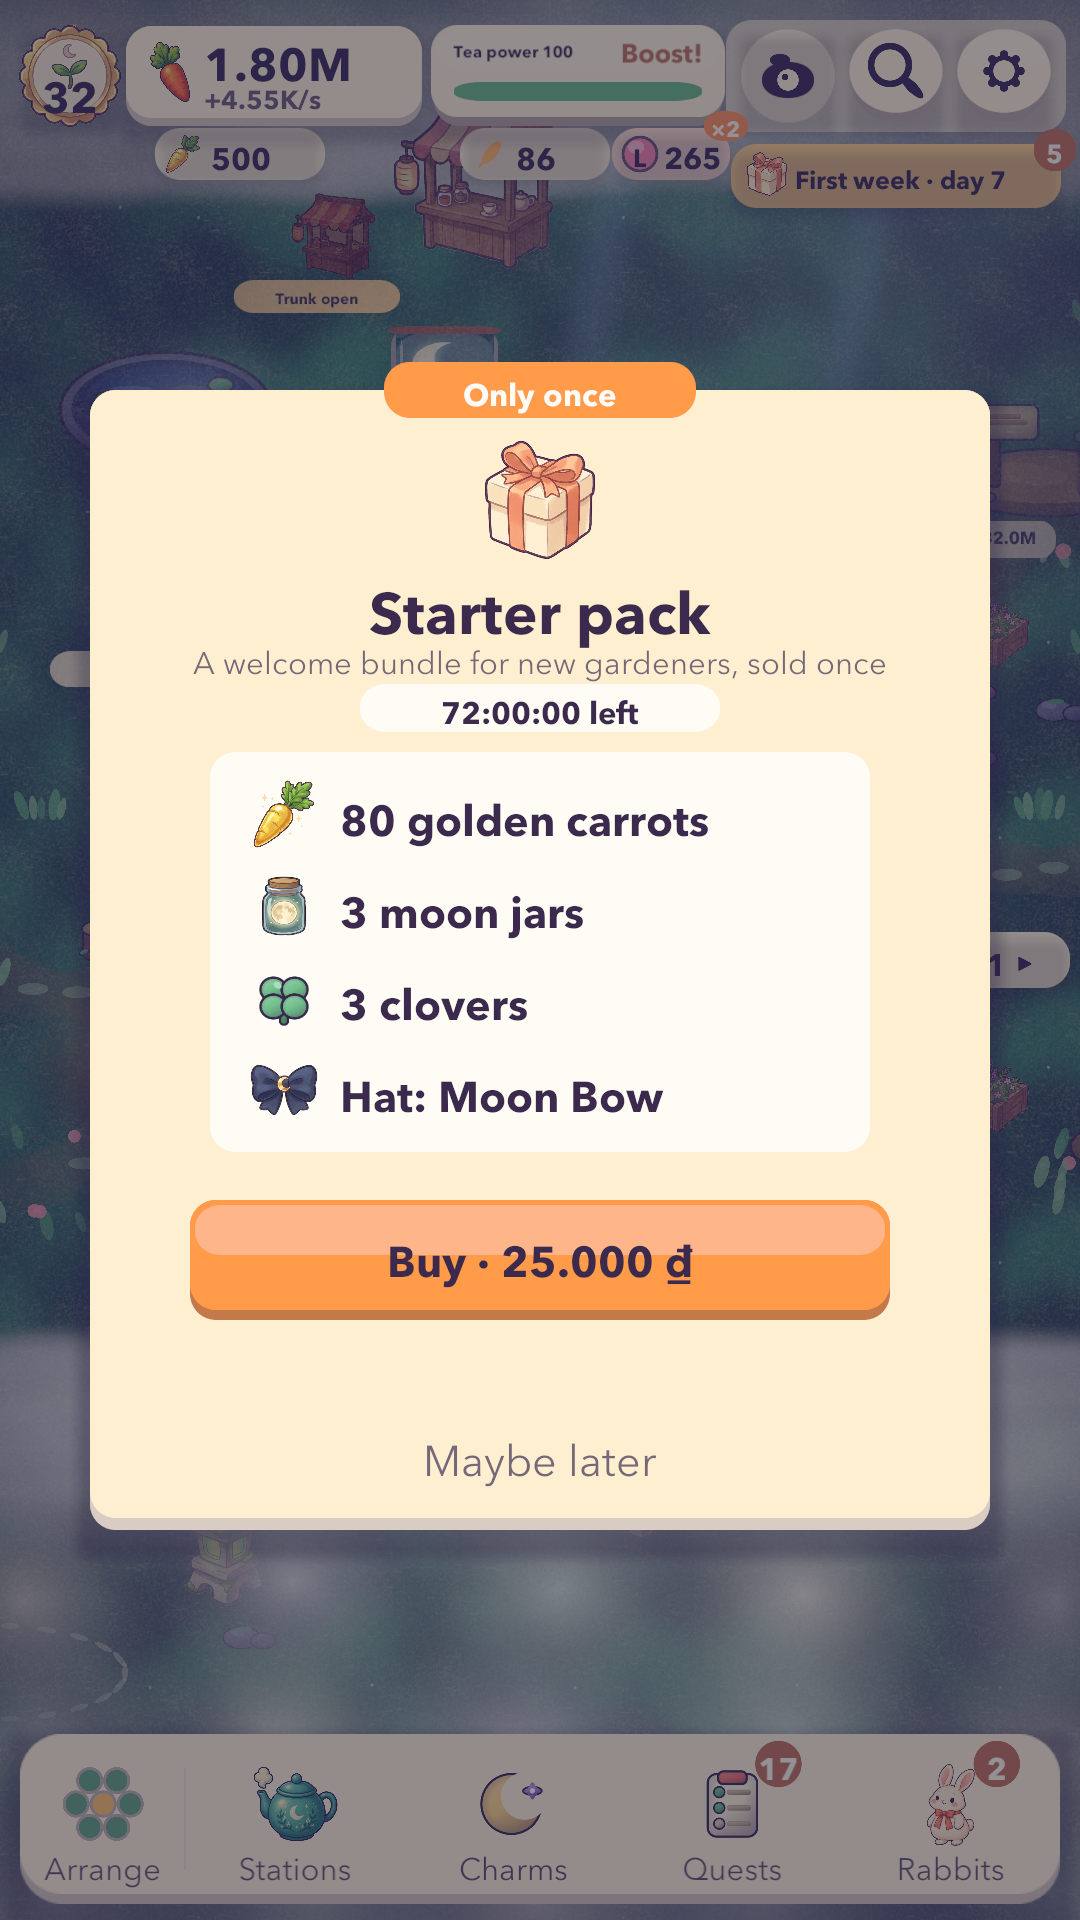 32
1.80M
+4.55K/s
Tea power 100
Boost!
500
86
L 265
×2
First week · day 7
5
Trunk open
Only once
Starter pack
A welcome bundle for new gardeners, sold once
72:00:00 left
2.0M
80 golden carrots
3 moon jars
3 clovers
1 ►
Hat: Moon Bow
Buy · 25.000 ₫
Maybe later
17
2
Arrange
Stations
Charms
Quests
Rabbits